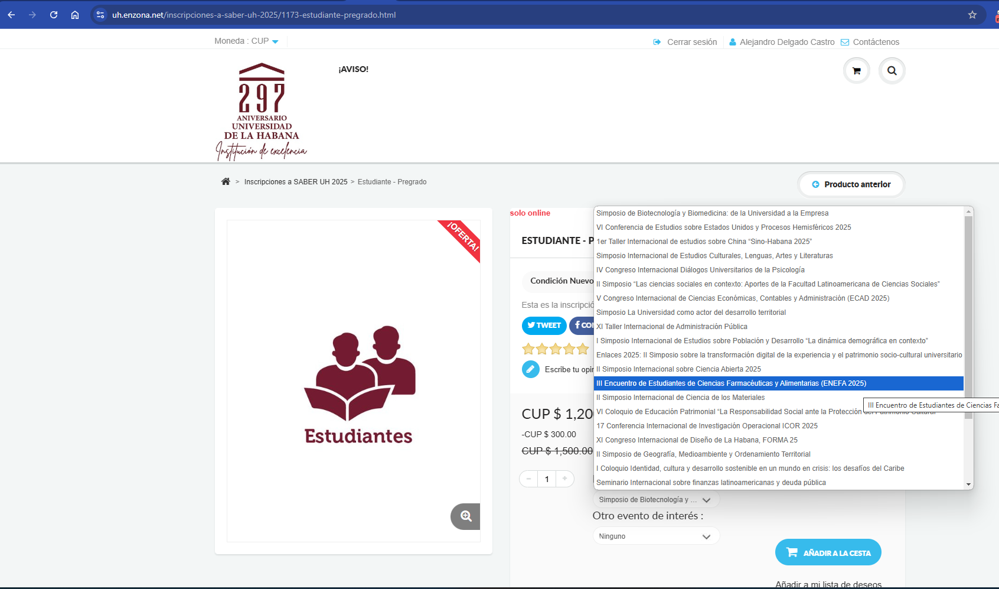 uh.enzona.net/inscripciones-a-saber-uh-2025/1173-estudiante-pregrado.html
Moneda : CUP
Cerrar sesión
Alejandro Delgado Castro
Contáctenos
297
ANIVERSARIO
UNIVERSIDAD
DE LA HABANA
Institución de excelencia
¡AVISO!
> Inscripciones a SABER UH 2025 > Estudiante - Pregrado
Producto anterior
¡OFERTA!
Estudiantes
solo online
ESTUDIANTE - P
Condición Nuevo
Esta es la inscripció
TWEET
CON
Escribe tu opin
CUP $ 1,20
-CUP $ 300.00
CUP $ 1,500.00
1
Simposio de Biotecnología y Biomedicina: de la Universidad a la Empresa
VI Conferencia de Estudios sobre Estados Unidos y Procesos Hemisféricos 2025
1er Taller Internacional de estudios sobre China “Sino-Habana 2025”
Simposio Internacional de Estudios Culturales, Lenguas, Artes y Literaturas
IV Congreso Internacional Diálogos Universitarios de la Psicología
II Simposio “Las ciencias sociales en contexto: Aportes de la Facultad Latinoamericana de Ciencias Sociales”
V Congreso Internacional de Ciencias Económicas, Contables y Administración (ECAD 2025)
Simposio La Universidad como actor del desarrollo territorial
XI Taller Internacional de Administración Pública
I Simposio Internacional de Estudios sobre Población y Desarrollo “La dinámica demográfica en contexto”
Enlaces 2025: II Simposio sobre la transformación digital de la experiencia y el patrimonio socio-cultural universitario
II Simposio Internacional sobre Ciencia Abierta 2025
III Encuentro de Estudiantes de Ciencias Farmacéuticas y Alimentarias (ENEFA 2025)
II Simposio Internacional de Ciencia de los Materiales
III Encuentro de Estudiantes de Ciencias Fa
VI Coloquio de Educación Patrimonial “La Responsabilidad Social ante la Protección del Patrimonio Cultural”
17 Conferencia Internacional de Investigación Operacional ICOR 2025
XI Congreso Internacional de Diseño de La Habana, FORMA 25
II Simposio de Geografía, Medioambiente y Ordenamiento Territorial
I Coloquio Identidad, cultura y desarrollo sostenible en un mundo en crisis: los desafíos del Caribe
Seminario Internacional sobre finanzas latinoamericanas y deuda pública
Simposio de Biotecnología y ...
Otro evento de interés :
Ninguno
AÑADIR A LA CESTA
Añadir a mi lista de deseos